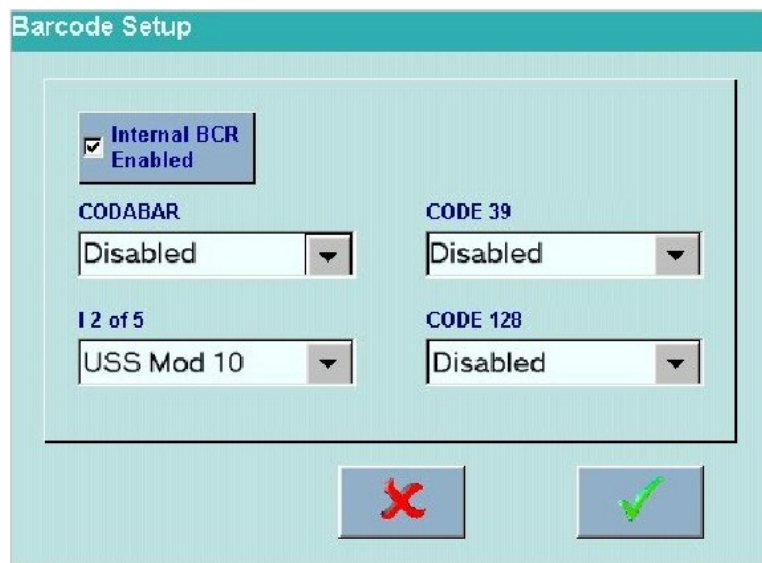 Barcode Setup
Internal BCR
Enabled
CODABAR
Disabled
CODE 39
Disabled
I 2 of 5
USS Mod 10
CODE 128
Disabled